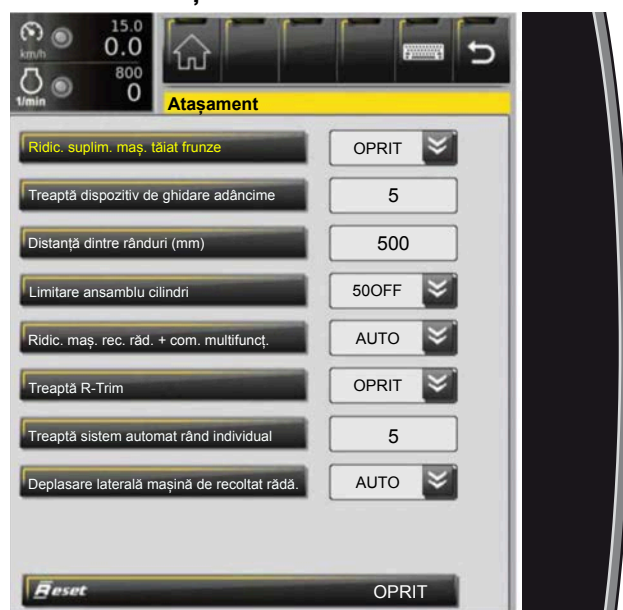 15.0
km/h
0.0
800
1/min
0
Atașament
Ridic. suplim. maș. tăiat frunze OPRIT
Treaptă dispozitiv de ghidare adâncime 5
Distanță dintre rânduri (mm) 500
Limitare ansamblu cilindri 50OFF
Ridic. maș. rec. răd. + com. multifuncț. AUTO
Treaptă R-Trim OPRIT
Treaptă sistem automat rând individual 5
Deplasare laterală mașină de recoltat rădă. AUTO
Reset OPRIT